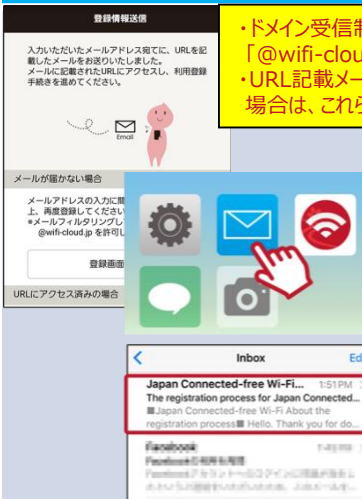 登録情報送信
入力いただいたメールアドレス宛てに、URLを記
載したメールをお送りいたしました。
メールに記載されたURLにアクセスし、利用登録
手続きを進めてください。
Email
・ドメイン受信制
「@wifi-clou
・URL記載メー
場合は、これら
メールが届かない場合
メールアドレスの入力に間
上、再度登録してください
※メールフィルタリングし
@wifi-cloud.jp を許可し
登録画面
URLにアクセス済みの場合
Inbox
Ed
Japan Connected-free Wi-Fi... 1:51 PM
The registration process for Japan Connected...
■Japan Connected-free Wi-Fi About the
registration process■ Hello. Thank you for do...